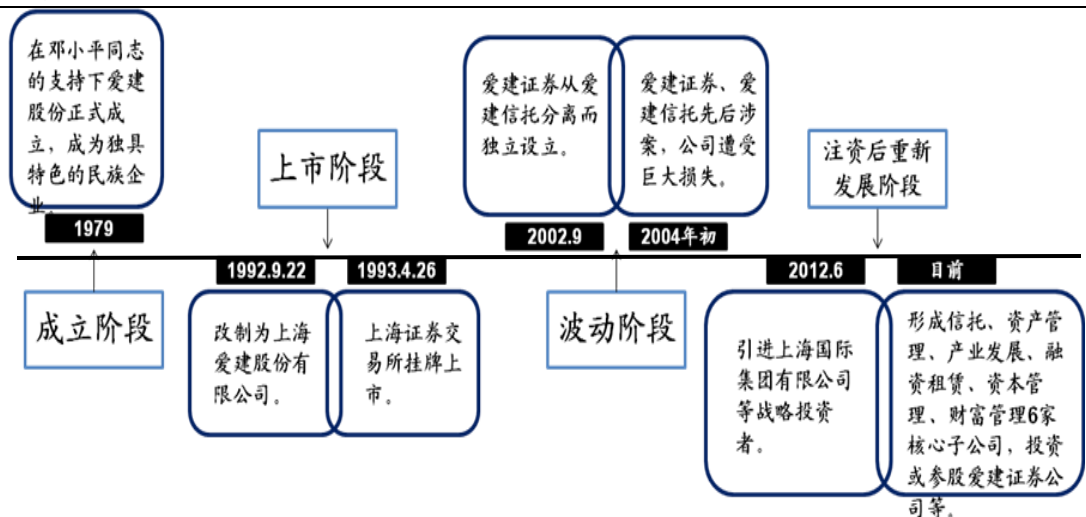 在邓小平同志
的支持下爱建
股份正式成
立，成为独具
特色的民族企
业。
1979
成立阶段
上市阶段
1992.9.22
改制为上海
爱建股份有
限公司。
1993.4.26
上海证券交
易所挂牌上
市。
爱建证券从爱
建信托分离而
独立设立。
2002.9
爱建证券、爱
建信托先后涉
案，公司遭受
巨大损失。
2004年初
波动阶段
注资后重新
发展阶段
2012.6
引进上海国际
集团有限公司
等战略投资
者。
目前
形成信托、资产管
理、产业发展、融
资租赁、资本管
理、财富管理6家
核心子公司，投资
或参股爱建证券公
司等。